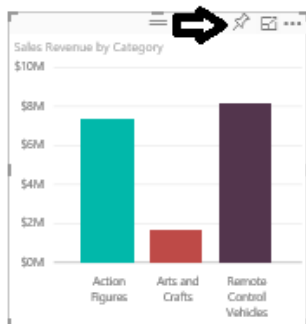 Sales Revenue by Category
$10M
$8M
$6M
$4M
$2M
$0M
Action
Figures
Arts and
Crafts
Remote
Control
Vehicles